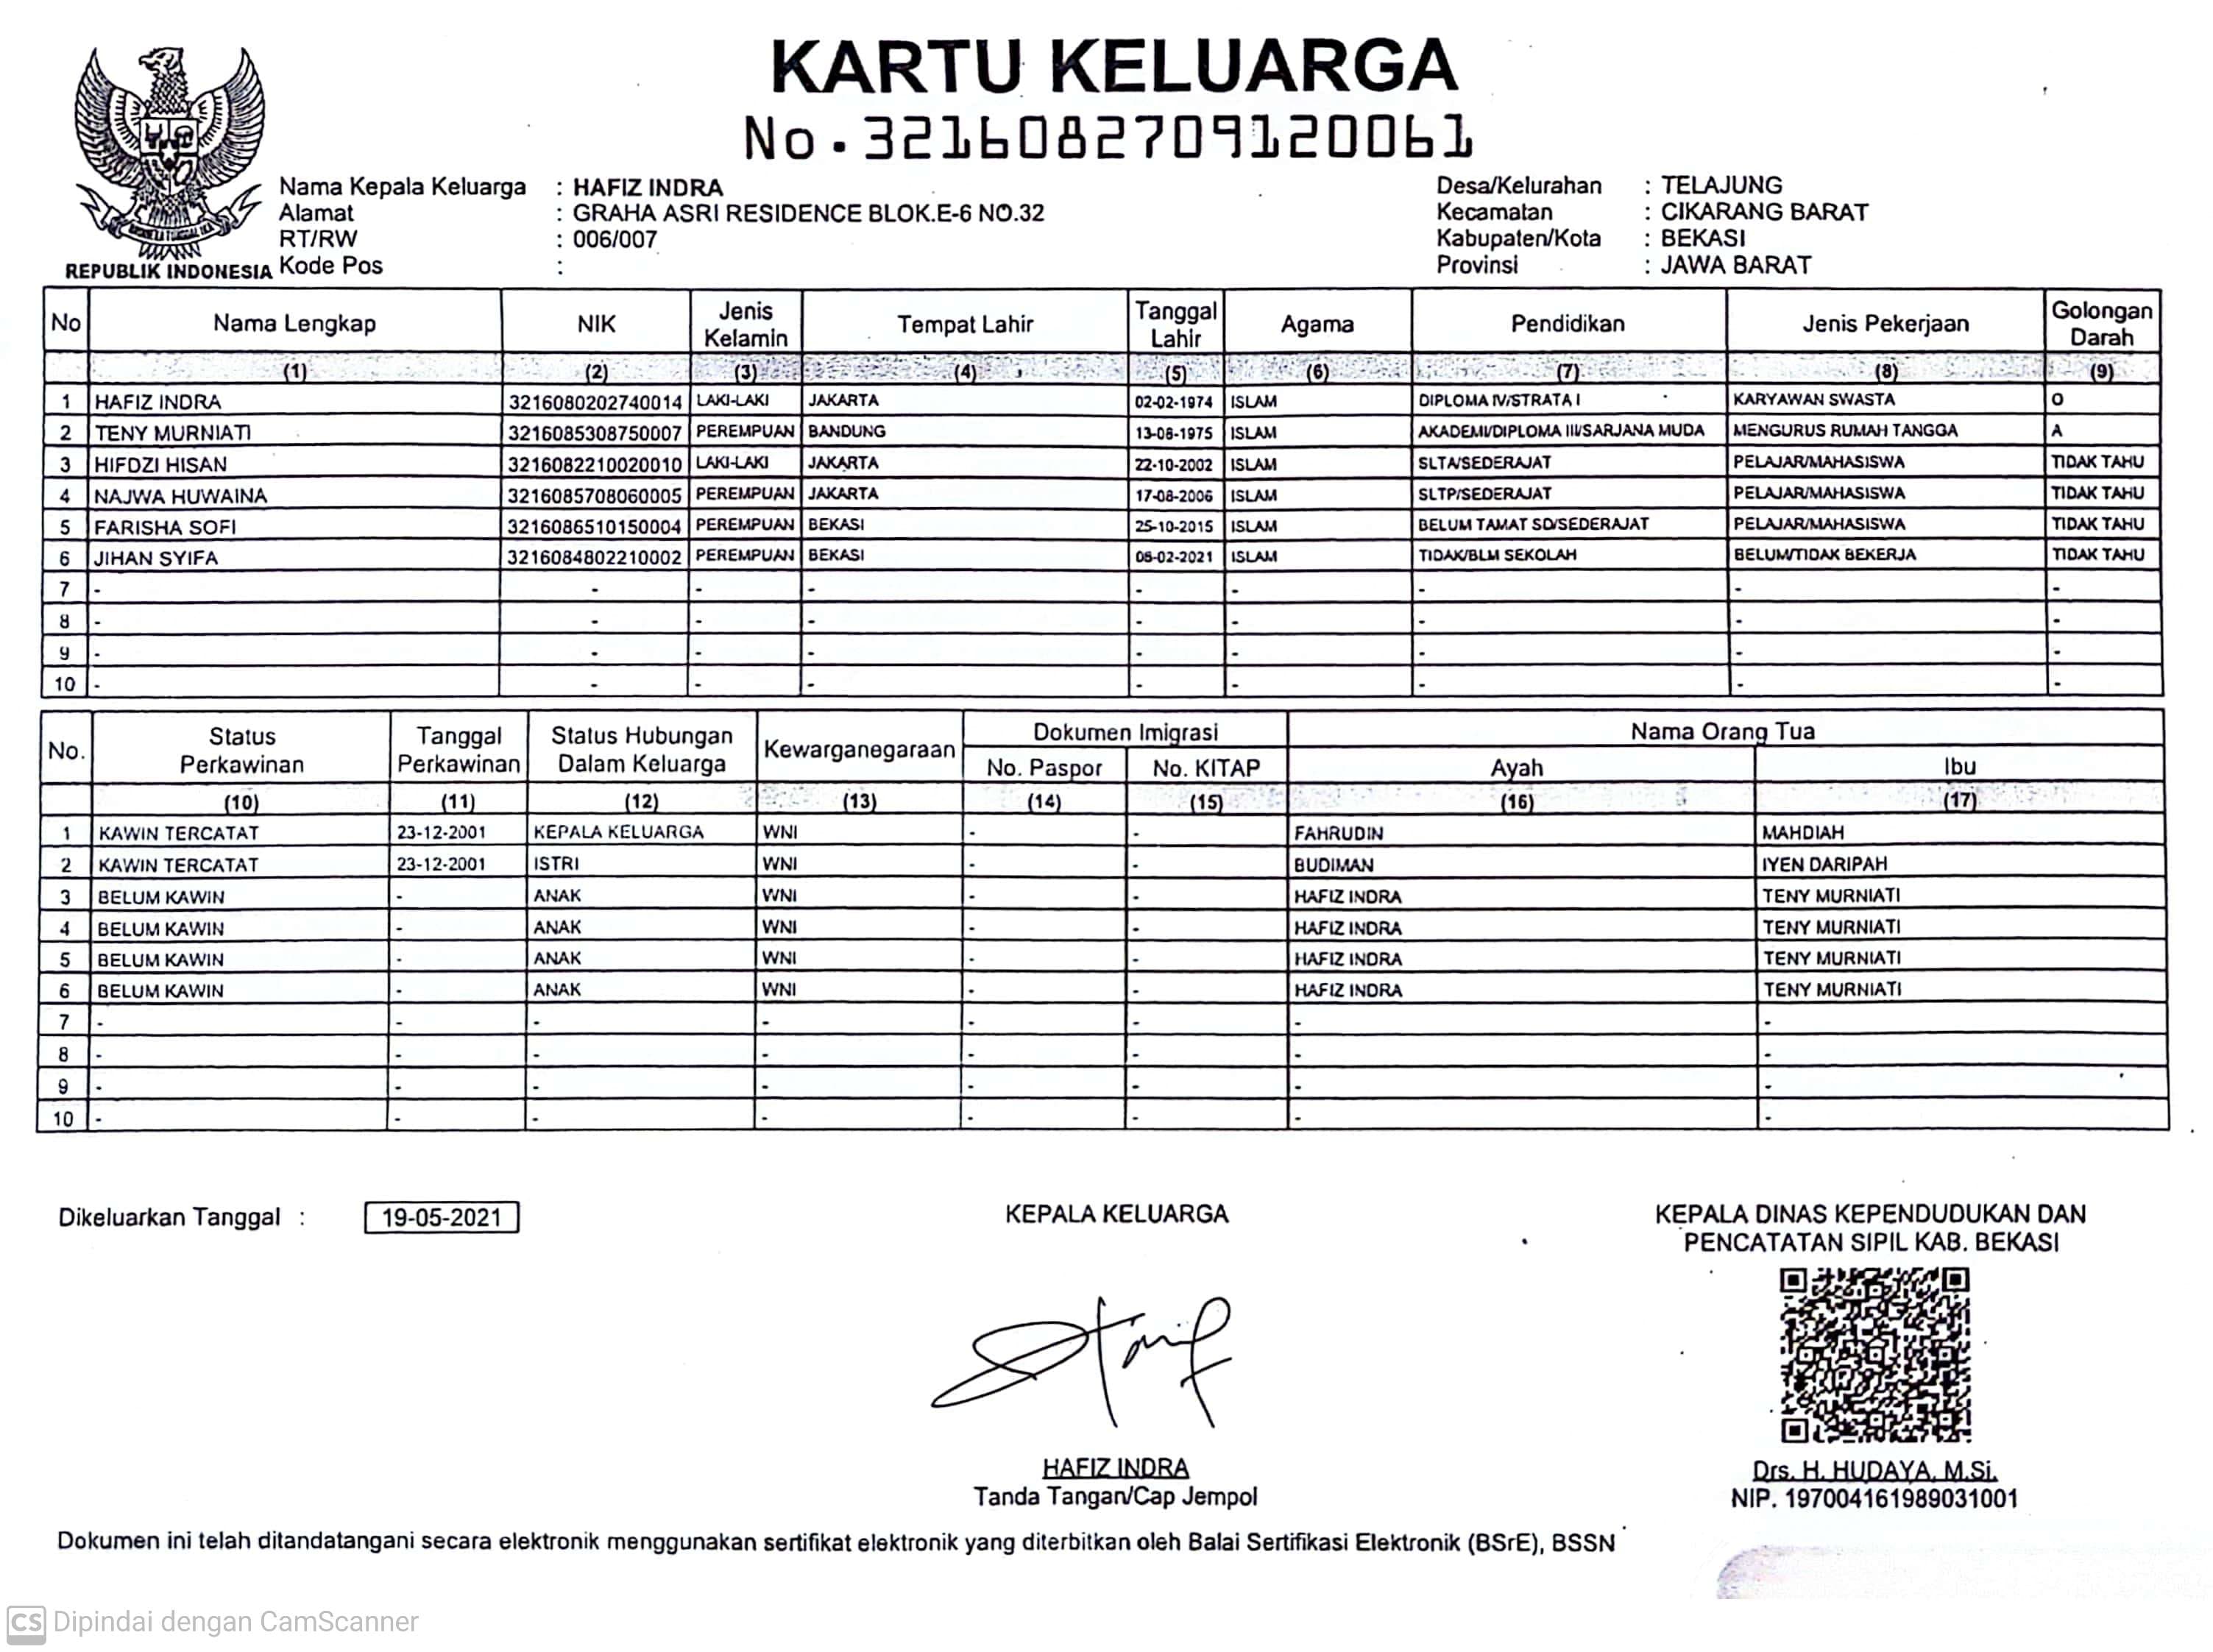 KARTU KELUARGA
No.3216082709120061
REPUBLIK INDONESIA
Nama Kepala Keluarga : HAFIZ INDRA
Alamat : GRAHA ASRI RESIDENCE BLOK.E-6 NO.32
RT/RW : 006/007
Kode Pos :
Desa/Kelurahan : TELAJUNG
Kecamatan : CIKARANG BARAT
Kabupaten/Kota : BEKASI
Provinsi : JAWA BARAT
No Nama Lengkap NIK Jenis Kelamin Tempat Lahir Tanggal Lahir Agama Pendidikan Jenis Pekerjaan Golongan Darah
(1) (2) (3) (4) (5) (6) (7) (8) (9)
1 HAFIZ INDRA 3216080202740014 LAKI-LAKI JAKARTA 02-02-1974 ISLAM DIPLOMA IV/STRATA I KARYAWAN SWASTA O
2 TENY MURNIATI 3216085308750007 PEREMPUAN BANDUNG 13-08-1975 ISLAM AKADEMI/DIPLOMA III/SARJANA MUDA MENGURUS RUMAH TANGGA A
3 HIFDZI HISAN 3216082210020010 LAKI-LAKI JAKARTA 22-10-2002 ISLAM SLTA/SEDERAJAT PELAJAR/MAHASISWA TIDAK TAHU
4 NAJWA HUWAINA 3216085708060005 PEREMPUAN JAKARTA 17-08-2006 ISLAM SLTP/SEDERAJAT PELAJAR/MAHASISWA TIDAK TAHU
5 FARISHA SOFI 3216086510150004 PEREMPUAN BEKASI 25-10-2015 ISLAM BELUM TAMAT SD/SEDERAJAT PELAJAR/MAHASISWA TIDAK TAHU
6 JIHAN SYIFA 3216084802210002 PEREMPUAN BEKASI 08-02-2021 ISLAM TIDAK/BLM SEKOLAH BELUM/TIDAK BEKERJA TIDAK TAHU
7 - - - - - - - - -
8 - - - - - - - - -
9 - - - - - - - - -
10 - - - - - - - - -
No. Status Perkawinan Tanggal Perkawinan Status Hubungan Dalam Keluarga Kewarganegaraan Dokumen Imigrasi Nama Orang Tua
No. Paspor No. KITAP Ayah Ibu
(10) (11) (12) (13) (14) (15) (16) (17)
1 KAWIN TERCATAT 23-12-2001 KEPALA KELUARGA WNI - - FAHRUDIN MAHDIAH
2 KAWIN TERCATAT 23-12-2001 ISTRI WNI - - BUDIMAN IYEN DARIPAH
3 BELUM KAWIN - ANAK WNI - - HAFIZ INDRA TENY MURNIATI
4 BELUM KAWIN - ANAK WNI - - HAFIZ INDRA TENY MURNIATI
5 BELUM KAWIN - ANAK WNI - - HAFIZ INDRA TENY MURNIATI
6 BELUM KAWIN - ANAK WNI - - HAFIZ INDRA TENY MURNIATI
7 - - - - - - - -
8 - - - - - - - -
9 - - - - - - - -
10 - - - - - - - -
Dikeluarkan Tanggal : 19-05-2021
KEPALA KELUARGA
HAFIZ INDRA
Tanda Tangan/Cap Jempol
KEPALA DINAS KEPENDUDUKAN DAN
PENCATATAN SIPIL KAB. BEKASI
Drs. H. HUDAYA, M.Si.
NIP. 197004161989031001
Dokumen ini telah ditandatangani secara elektronik menggunakan sertifikat elektronik yang diterbitkan oleh Balai Sertifikasi Elektronik (BSrE), BSSN
CS Dipindai dengan CamScanner